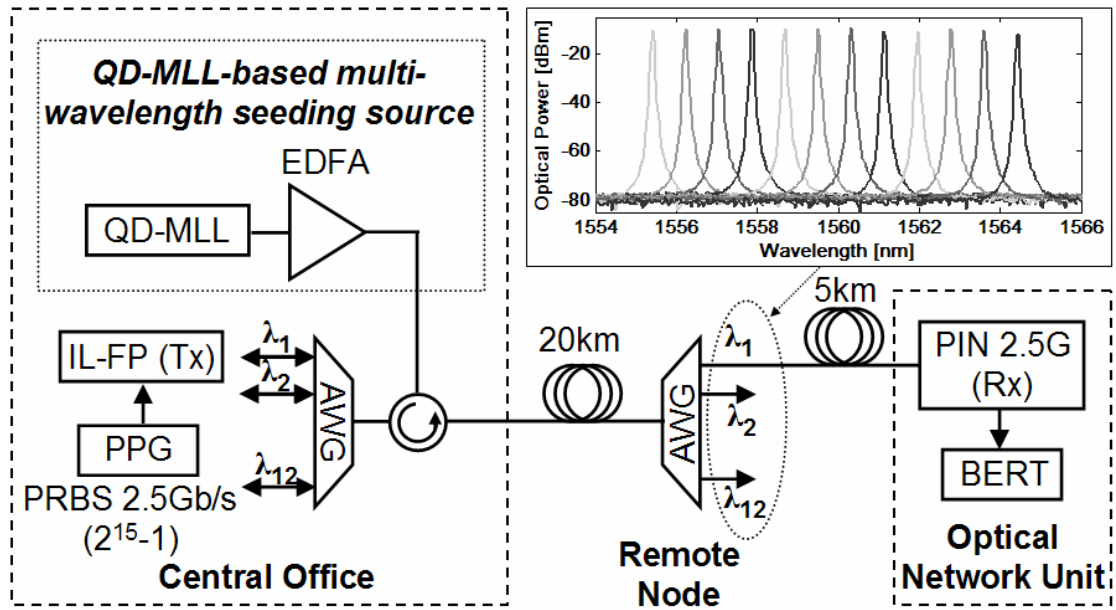 QD-MLL-based multi-
wavelength seeding source
EDFA
QD-MLL
IL-FP (Tx)
PPG
PRBS 2.5Gb/s
(2¹⁵-1)
λ₁
λ₂
λ₁₂
AWG
Central Office
20km
AWG
Remote
Node
λ₁
λ₂
λ₁₂
5km
PIN 2.5G
(Rx)
BERT
Optical
Network Unit
Optical Power [dBm]
-20
-40
-60
-80
1554 1556 1558 1560 1562 1564 1566
Wavelength [nm]